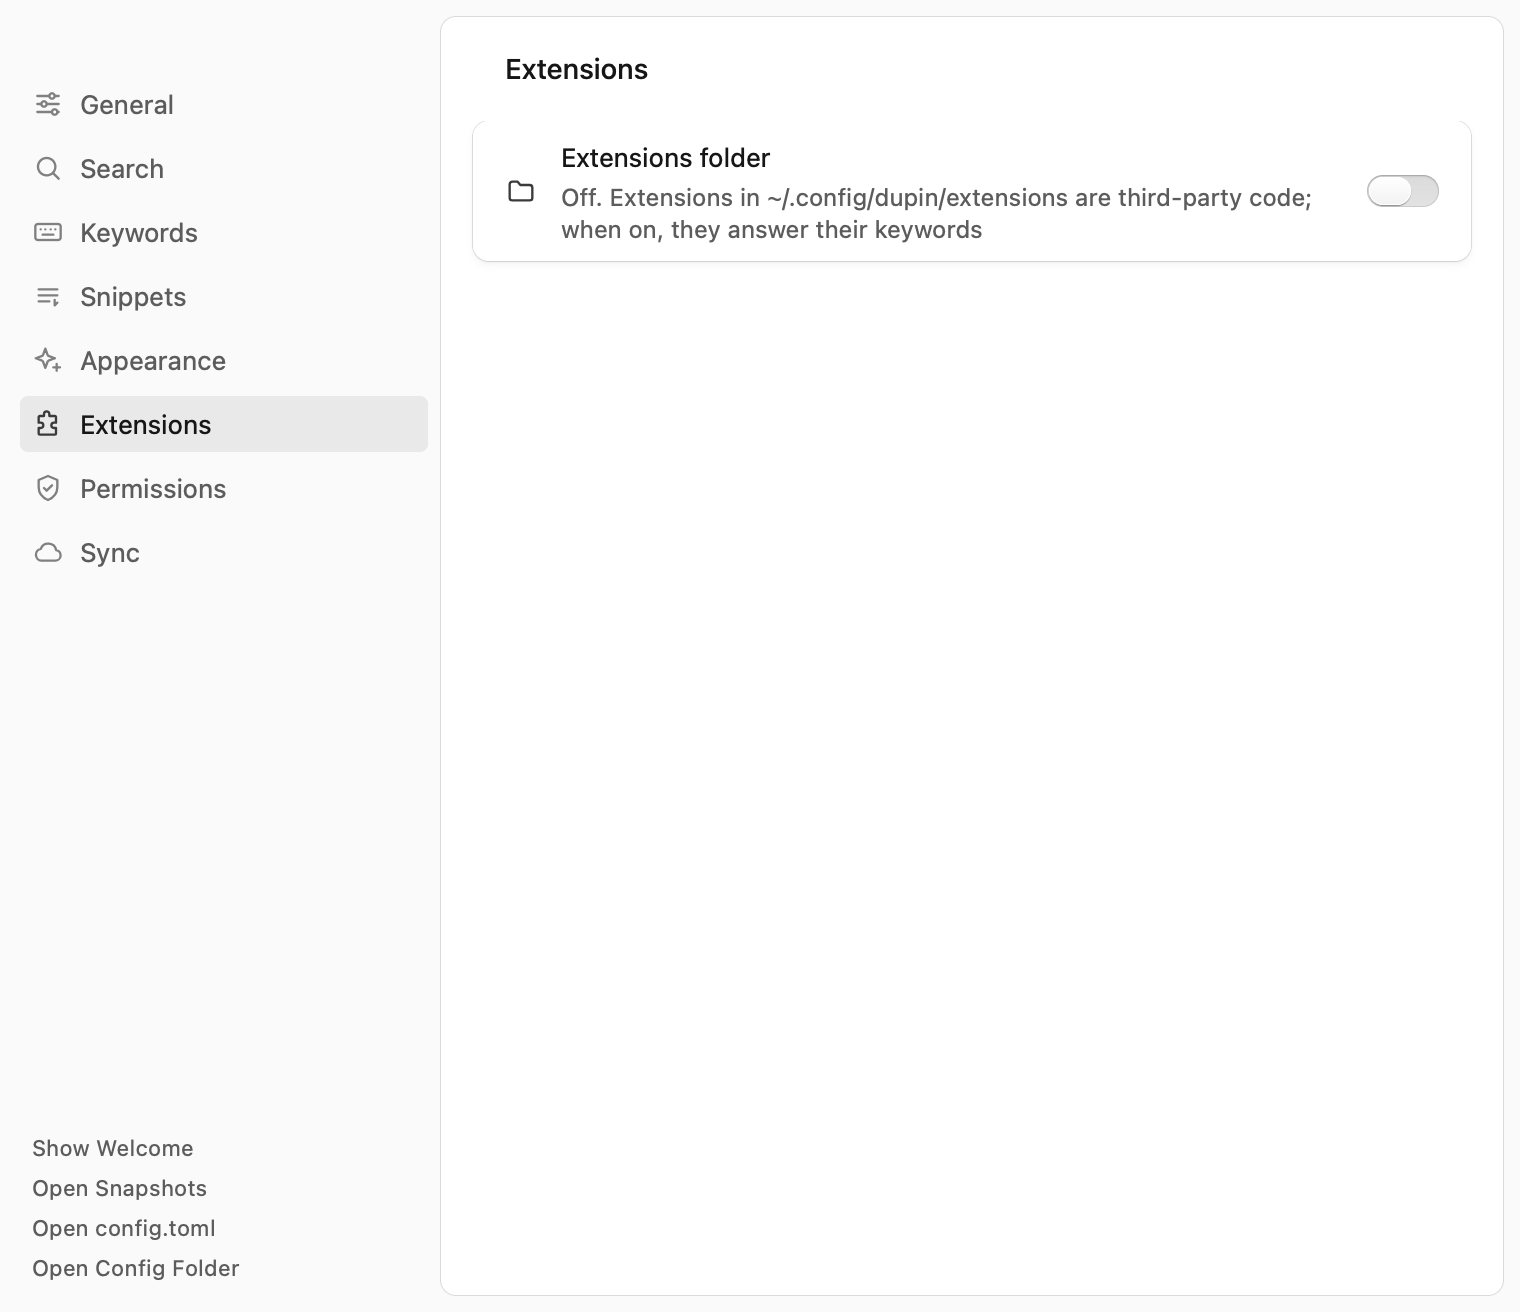 General
Search
Keywords
Snippets
Appearance
Extensions
Permissions
Sync
Show Welcome
Open Snapshots
Open config.toml
Open Config Folder
Extensions
Extensions folder
Off. Extensions in ~/.config/dupin/extensions are third-party code;
when on, they answer their keywords